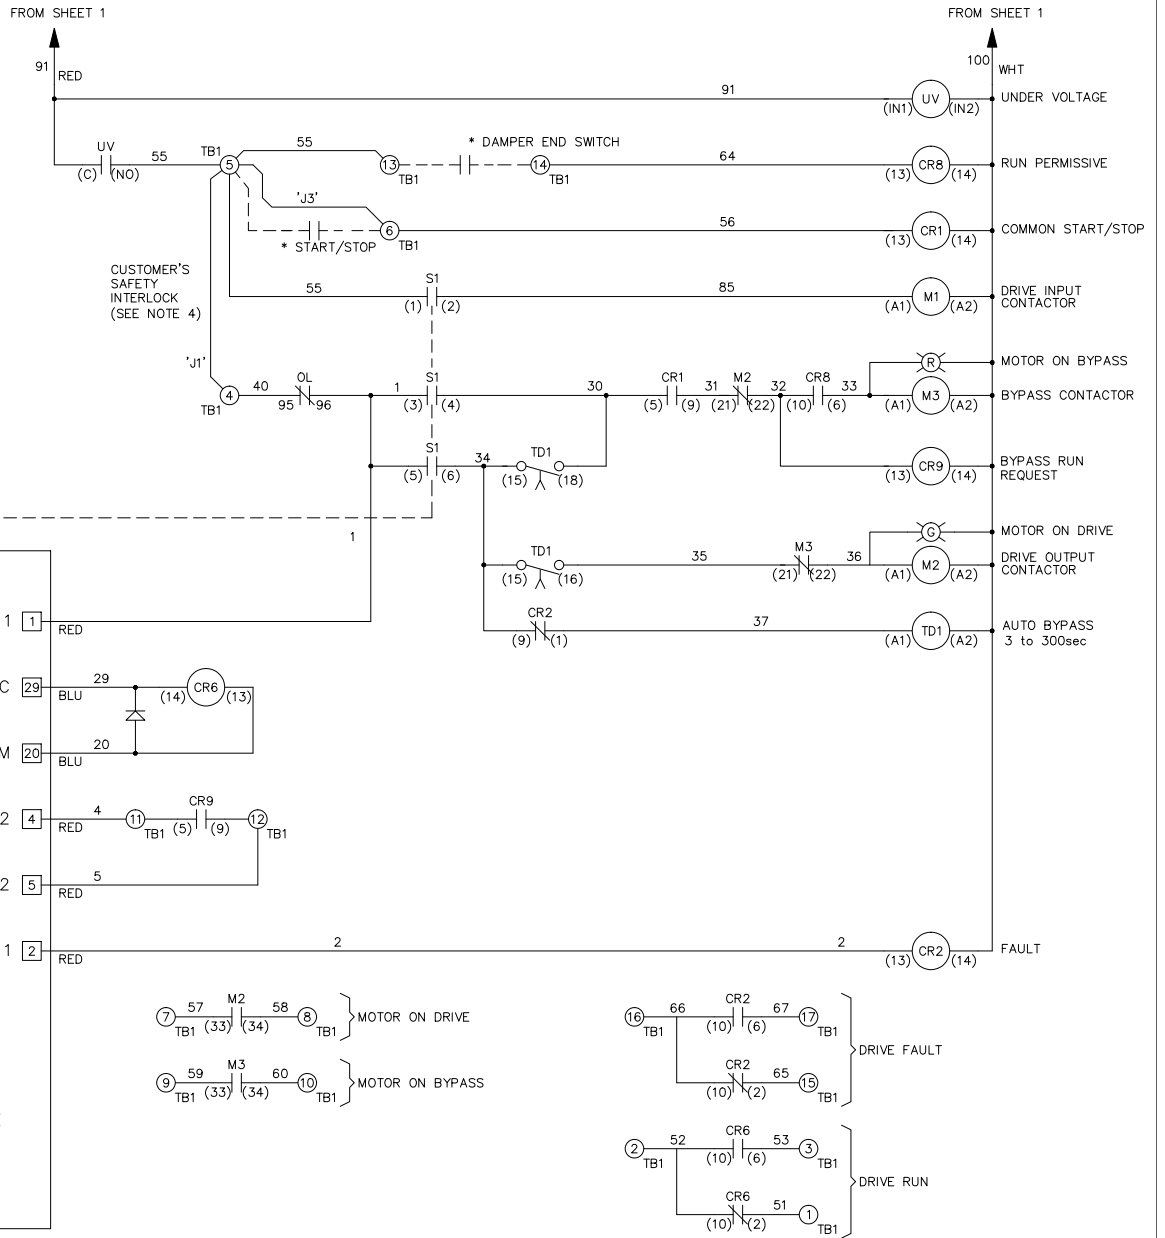 FROM SHEET 1
FROM SHEET 1
91
RED
100
WHT
91
(IN1)
UV
(IN2)
UNDER VOLTAGE
UV
(C)
(NO)
55
TB1
5
55
13
TB1
* DAMPER END SWITCH
14
TB1
64
(13)
CR8
(14)
RUN PERMISSIVE
'J3'
* START/STOP
6
TB1
56
(13)
CR1
(14)
COMMON START/STOP
CUSTOMER'S
SAFETY
INTERLOCK
(SEE NOTE 4)
55
S1
(1)
(2)
85
(A1)
M1
(A2)
DRIVE INPUT
CONTACTOR
'J1'
R
MOTOR ON BYPASS
4
TB1
40
OL
95
96
1
S1
(3)
(4)
30
CR1
(5)
(9)
31
M2
(21)
(22)
32
CR8
(10)
(6)
33
(A1)
M3
(A2)
BYPASS CONTACTOR
S1
(5)
(6)
34
TD1
(15)
(18)
(13)
CR9
(14)
BYPASS RUN
REQUEST
1
G
MOTOR ON DRIVE
TD1
(15)
(16)
35
M3
(21)
(22)
36
(A1)
M2
(A2)
DRIVE OUTPUT
CONTACTOR
1
1
RED
CR2
(9)
(1)
37
(A1)
TD1
(A2)
AUTO BYPASS
3 to 300sec
C
29
BLU
29
(14)
CR6
(13)
M
20
BLU
20
2
4
RED
4
11
TB1
CR9
(5)
(9)
12
TB1
2
5
RED
5
1
2
RED
2
2
(13)
CR2
(14)
FAULT
7
TB1
57
M2
(33)
(34)
58
8
TB1
MOTOR ON DRIVE
16
TB1
66
CR2
(10)
(6)
67
17
TB1
DRIVE FAULT
9
TB1
59
M3
(33)
(34)
60
10
TB1
MOTOR ON BYPASS
CR2
(10)
(2)
65
15
TB1
2
TB1
52
CR6
(10)
(6)
53
3
TB1
DRIVE RUN
CR6
(10)
(2)
51
1
TB1